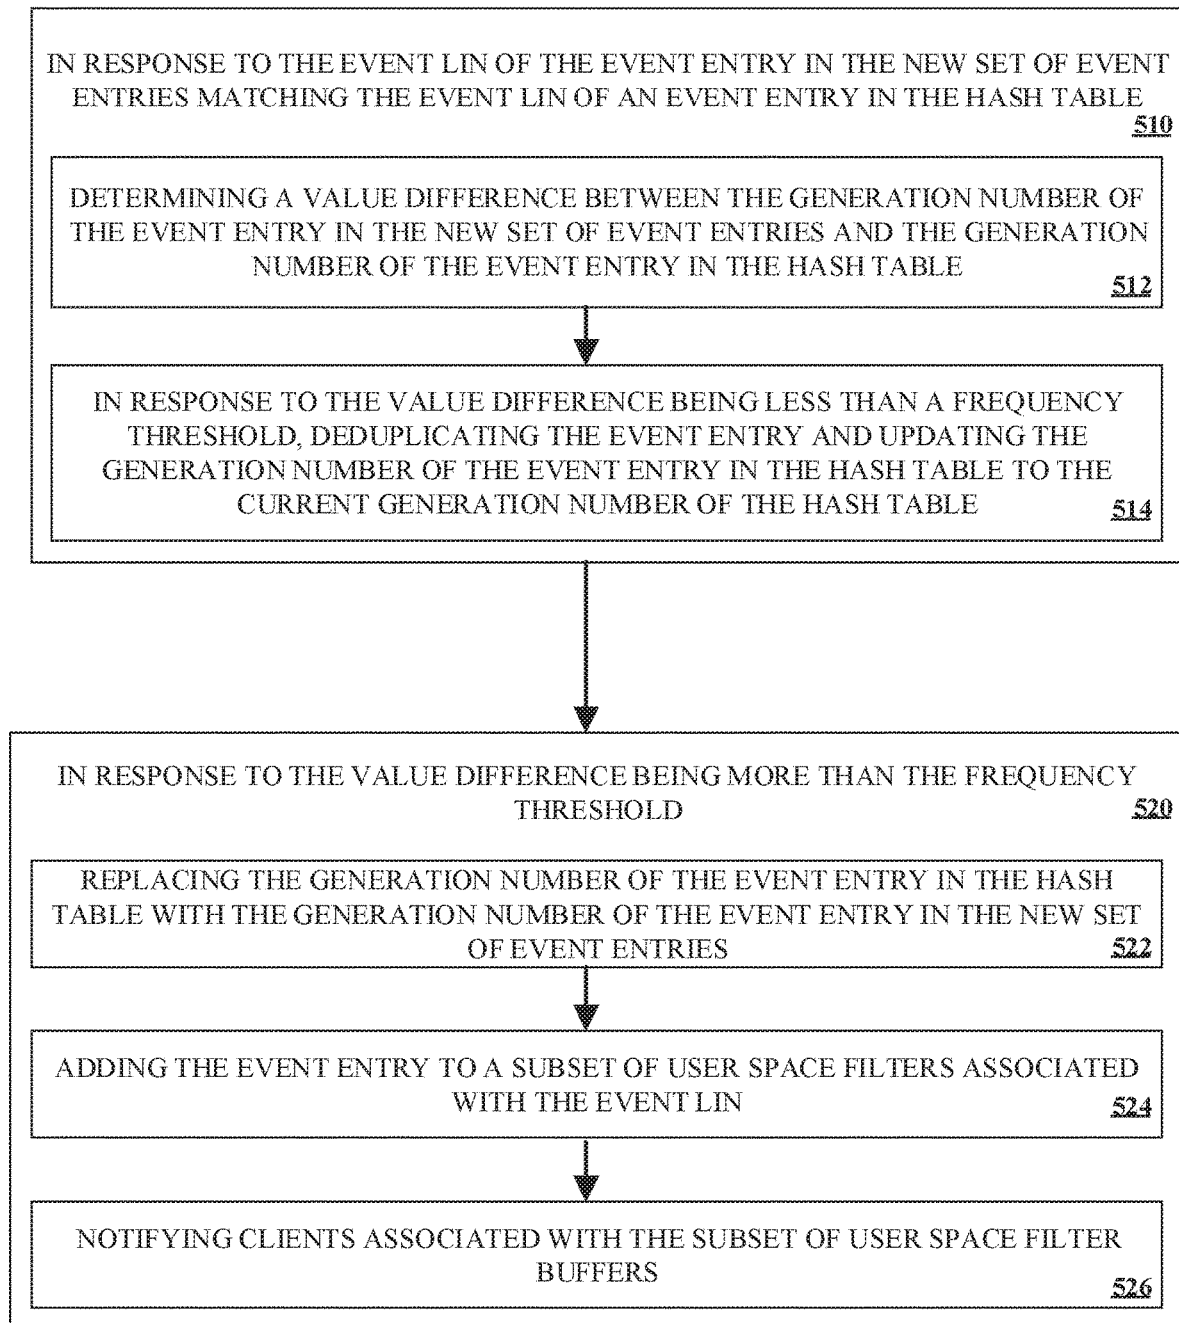 IN RESPONSE TO THE EVENT LIN OF THE EVENT ENTRY IN THE NEW SET OF EVENT
ENTRIES MATCHING THE EVENT LIN OF AN EVENT ENTRY IN THE HASH TABLE
510
DETERMINING A VALUE DIFFERENCE BETWEEN THE GENERATION NUMBER OF
THE EVENT ENTRY IN THE NEW SET OF EVENT ENTRIES AND THE GENERATION
NUMBER OF THE EVENT ENTRY IN THE HASH TABLE
512
IN RESPONSE TO THE VALUE DIFFERENCE BEING LESS THAN A FREQUENCY
THRESHOLD, DEDUPLICATING THE EVENT ENTRY AND UPDATING THE
GENERATION NUMBER OF THE EVENT ENTRY IN THE HASH TABLE TO THE
CURRENT GENERATION NUMBER OF THE HASH TABLE
514
IN RESPONSE TO THE VALUE DIFFERENCE BEING MORE THAN THE FREQUENCY
THRESHOLD
520
REPLACING THE GENERATION NUMBER OF THE EVENT ENTRY IN THE HASH
TABLE WITH THE GENERATION NUMBER OF THE EVENT ENTRY IN THE NEW SET
OF EVENT ENTRIES
522
ADDING THE EVENT ENTRY TO A SUBSET OF USER SPACE FILTERS ASSOCIATED
WITH THE EVENT LIN
524
NOTIFYING CLIENTS ASSOCIATED WITH THE SUBSET OF USER SPACE FILTER
BUFFERS
526